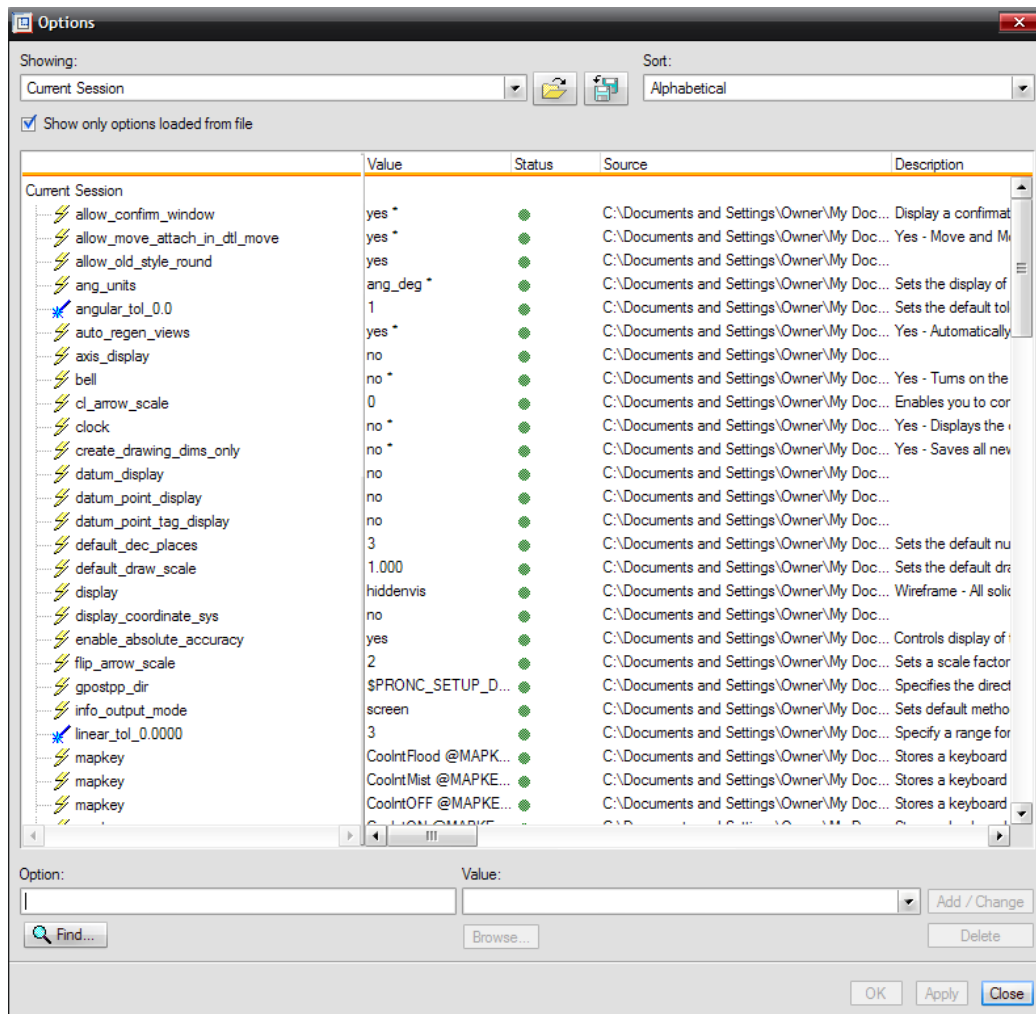 Options
Showing: Sort:
Current Session Alphabetical
Show only options loaded from file
Value Status Source Description
Current Session
allow_confirm_window yes * C:\Documents and Settings\Owner\My Doc... Display a confirmat
allow_move_attach_in_dtl_move yes * C:\Documents and Settings\Owner\My Doc... Yes - Move and Mo
allow_old_style_round yes C:\Documents and Settings\Owner\My Doc...
ang_units ang_deg * C:\Documents and Settings\Owner\My Doc... Sets the display of
angular_tol_0.0 1 C:\Documents and Settings\Owner\My Doc... Sets the default tol
auto_regen_views yes * C:\Documents and Settings\Owner\My Doc... Yes - Automatically
axis_display no C:\Documents and Settings\Owner\My Doc...
bell no * C:\Documents and Settings\Owner\My Doc... Yes - Turns on the
cl_arrow_scale 0 C:\Documents and Settings\Owner\My Doc... Enables you to cor
clock no * C:\Documents and Settings\Owner\My Doc... Yes - Displays the
create_drawing_dims_only no * C:\Documents and Settings\Owner\My Doc... Yes - Saves all nev
datum_display no C:\Documents and Settings\Owner\My Doc...
datum_point_display no C:\Documents and Settings\Owner\My Doc...
datum_point_tag_display no C:\Documents and Settings\Owner\My Doc...
default_dec_places 3 C:\Documents and Settings\Owner\My Doc... Sets the default nu
default_draw_scale 1.000 C:\Documents and Settings\Owner\My Doc... Sets the default dra
display hiddenvis C:\Documents and Settings\Owner\My Doc... Wireframe - All solid
display_coordinate_sys no C:\Documents and Settings\Owner\My Doc...
enable_absolute_accuracy yes C:\Documents and Settings\Owner\My Doc... Controls display of
flip_arrow_scale 2 C:\Documents and Settings\Owner\My Doc... Sets a scale factor
gpostpp_dir $PRONC_SETUP_D... C:\Documents and Settings\Owner\My Doc... Specifies the direct
info_output_mode screen C:\Documents and Settings\Owner\My Doc... Sets default metho
linear_tol_0.0000 3 C:\Documents and Settings\Owner\My Doc... Specify a range for
mapkey CoolntFlood @MAPK... C:\Documents and Settings\Owner\My Doc... Stores a keyboard
mapkey CoolntMist @MAPKE... C:\Documents and Settings\Owner\My Doc... Stores a keyboard
mapkey CoolntOFF @MAPKE... C:\Documents and Settings\Owner\My Doc... Stores a keyboard
Option: Value:
Add / Change
Find... Browse... Delete
OK Apply Close